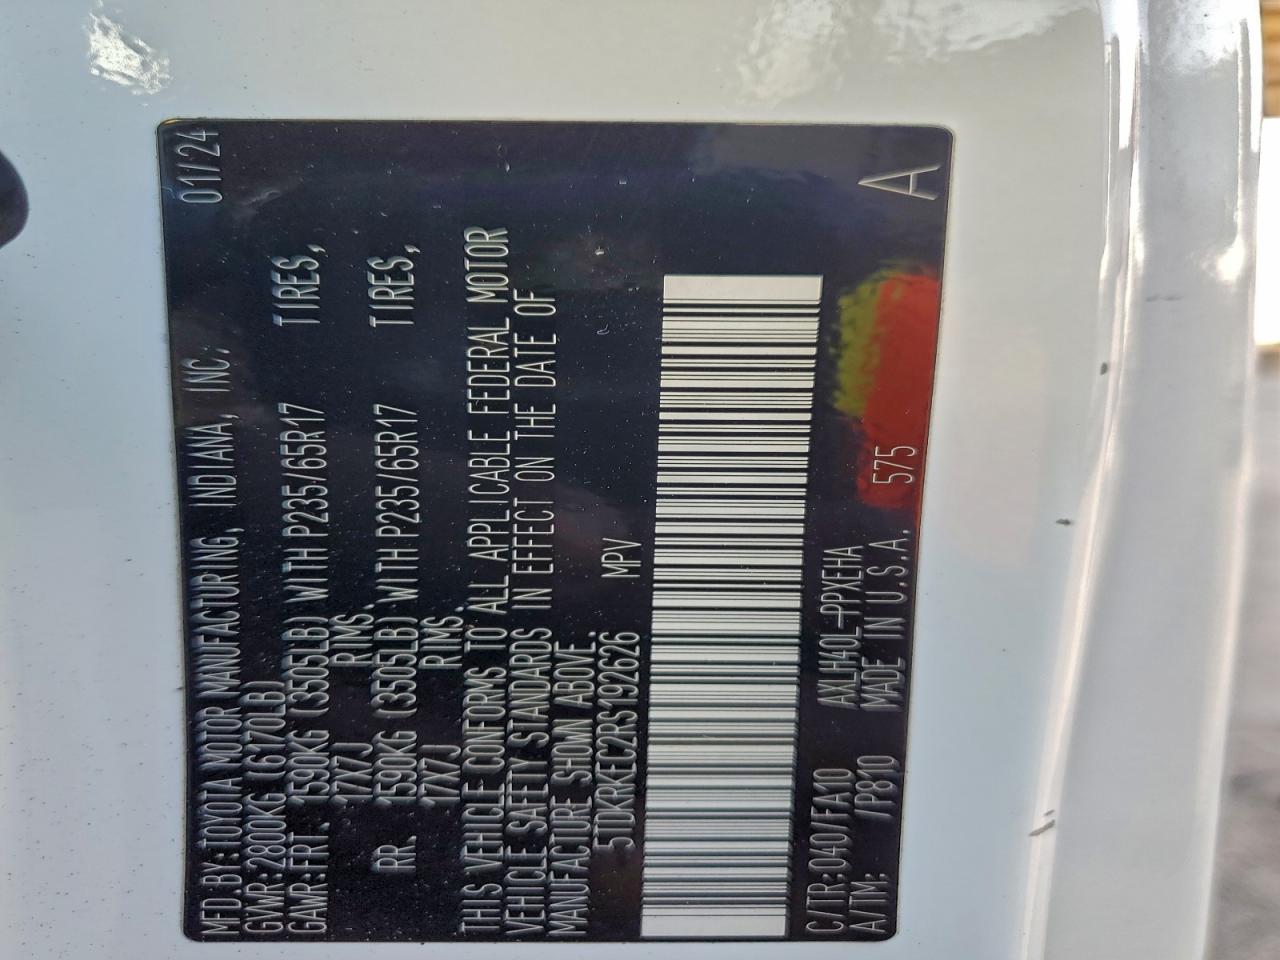 MFD.BY:TOYOTA MOTOR MANUFACTURING, INDIANA, INC. 01/24
GVWR:2800KG (6170LB)
GAWR:FRT. 1590KG (3505LB) WITH P235/65R17 TIRES,
17X7J RIMS.
RR. 1590KG (3505LB) WITH P235/65R17 TIRES,
17X7J RIMS.
THIS VEHICLE CONFORMS TO ALL APPLICABLE FEDERAL MOTOR
VEHICLE SAFETY STANDARDS IN EFFECT ON THE DATE OF
MANUFACTURE SHOWN ABOVE.
5TDKRKEC2RS192626 MPV
C/TR:040/FA10 AXLH40L-PPXEHA
A/TM: /P810 MADE IN U.S.A. 575 A